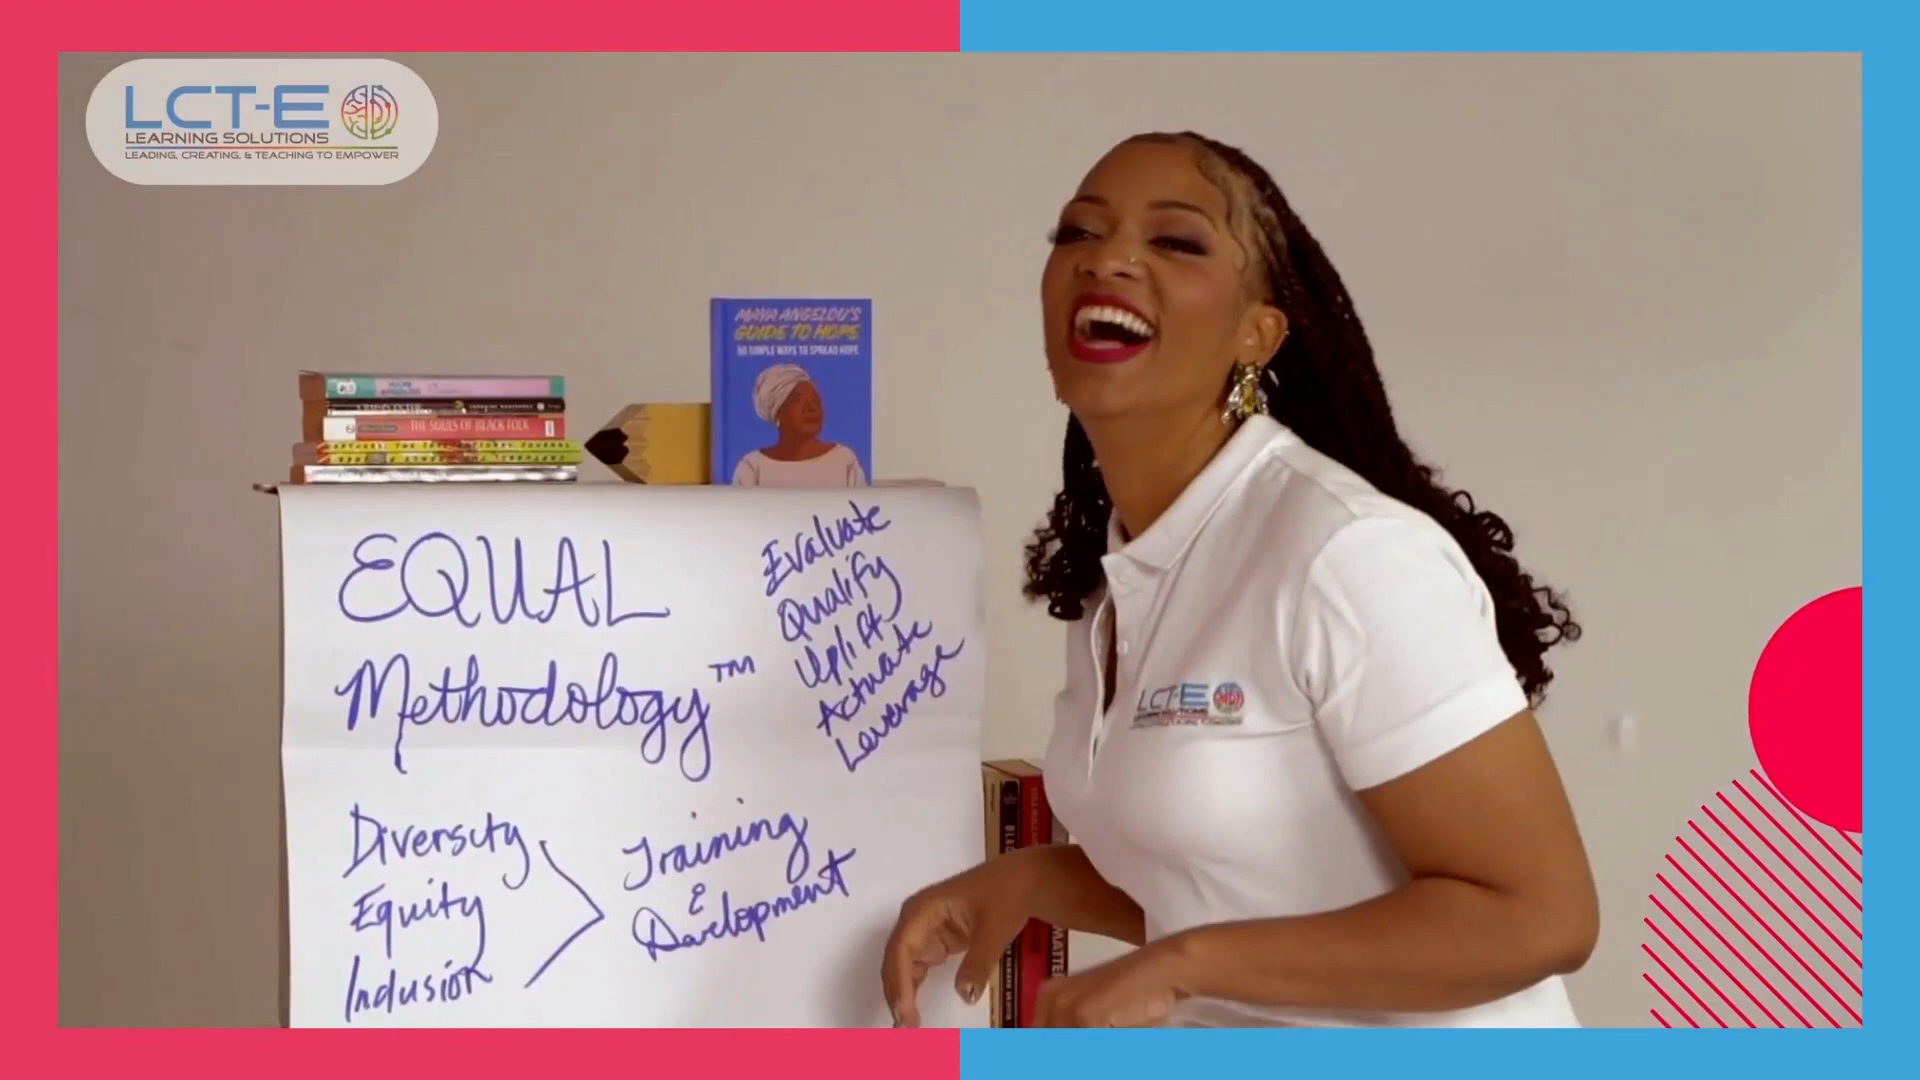 LCT-E
LEARNING SOLUTIONS
LEADING, CREATING, & TEACHING TO EMPOWER
MAYA ANGELOU'S
GUIDE TO HOPE
50 SIMPLE WAYS TO SPREAD HOPE
THE SOULS OF BLACK FOLK
EQUAL
Methodology™
Evaluate
Qualify
Uplift
Actuate
Leverage
Diversity
Equity
Inclusion
Training
&
Development
LCT-E